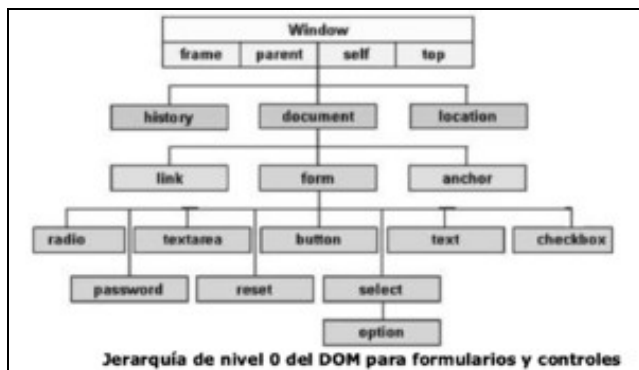 Window
frame parent self top
history document location
link form anchor
radio textarea button text checkbox
password reset select
option
Jerarquía de nivel 0 del DOM para formularios y controles